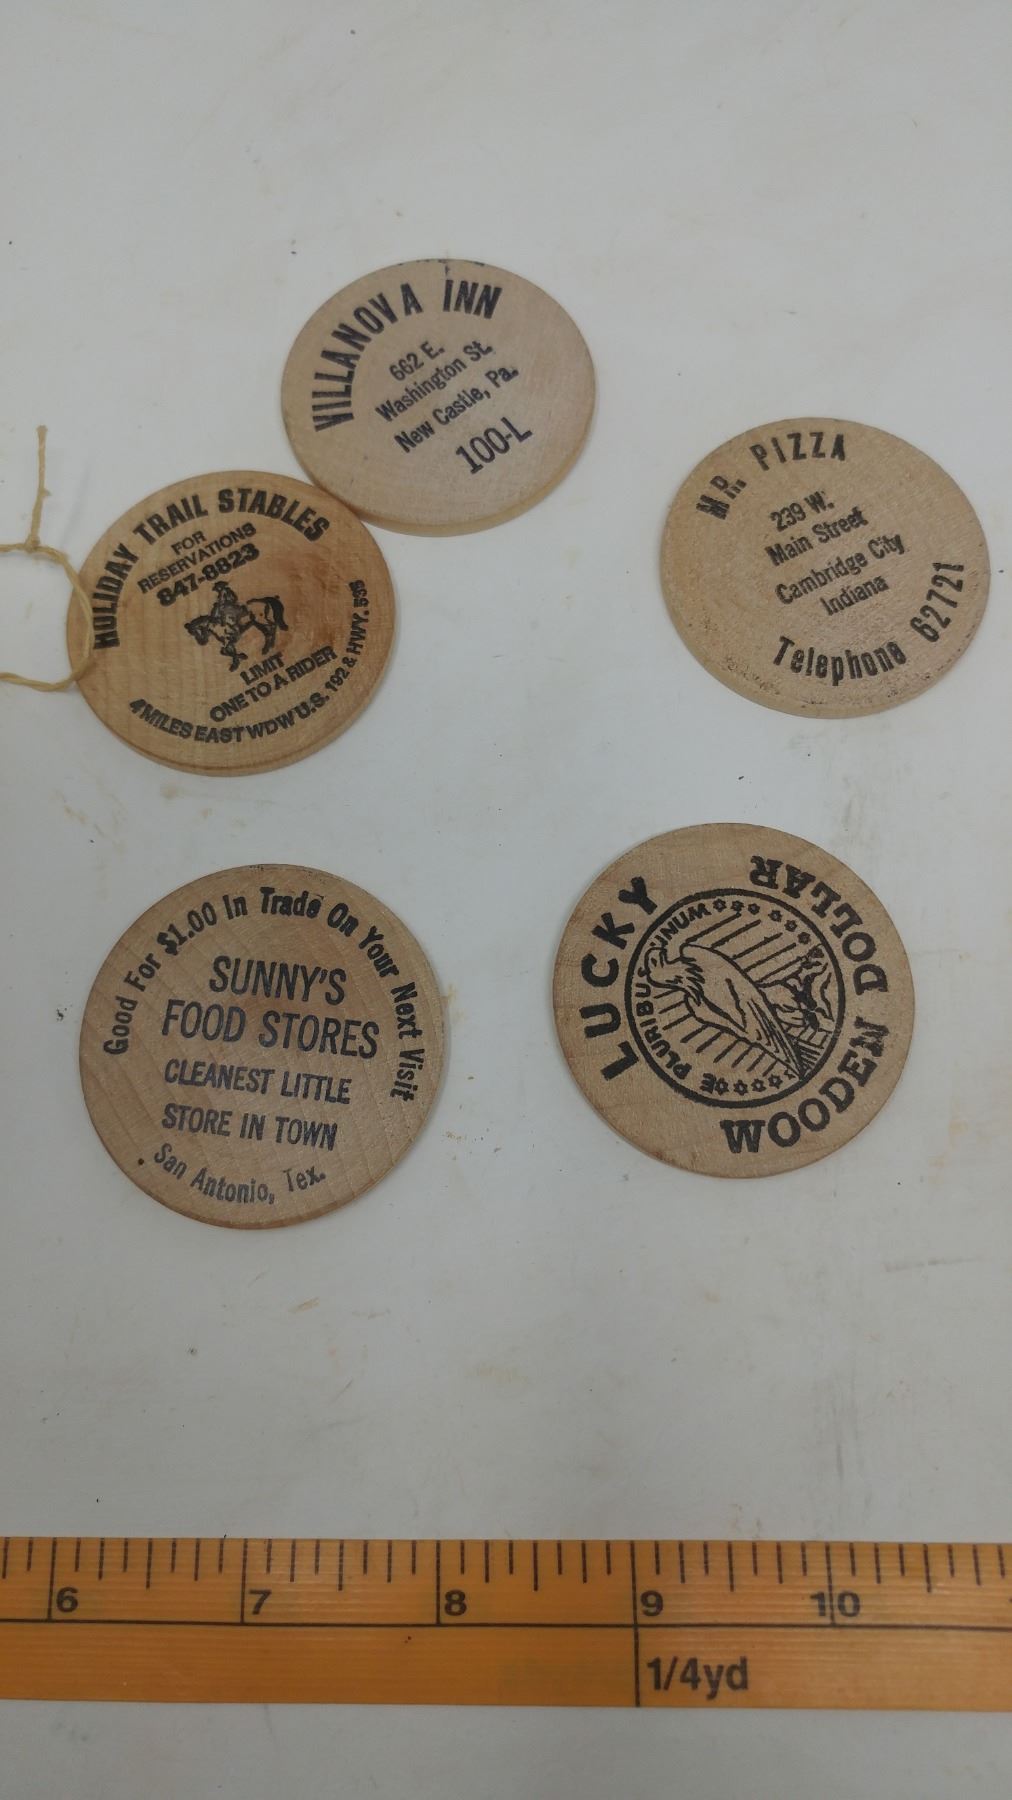 VILLANOVA INN
662 E.
Washington St.
New Castle, Pa.
100-L
HOLIDAY TRAIL STABLES
FOR
RESERVATIONS
847-8823
LIMIT
ONE TO A RIDER
4 MILES EAST WDW U.S. 192 & HWY. 535
MR. PIZZA
239 W.
Main Street
Cambridge City
Indiana
Telephone 62721
Good For $1.00 In Trade On Your Next Visit
SUNNY'S
FOOD STORES
CLEANEST LITTLE
STORE IN TOWN
San Antonio, Tex.
LUCKY
WOODEN DOLLAR
E PLURIBUS UNUM
6 7 8 9 10
1/4yd